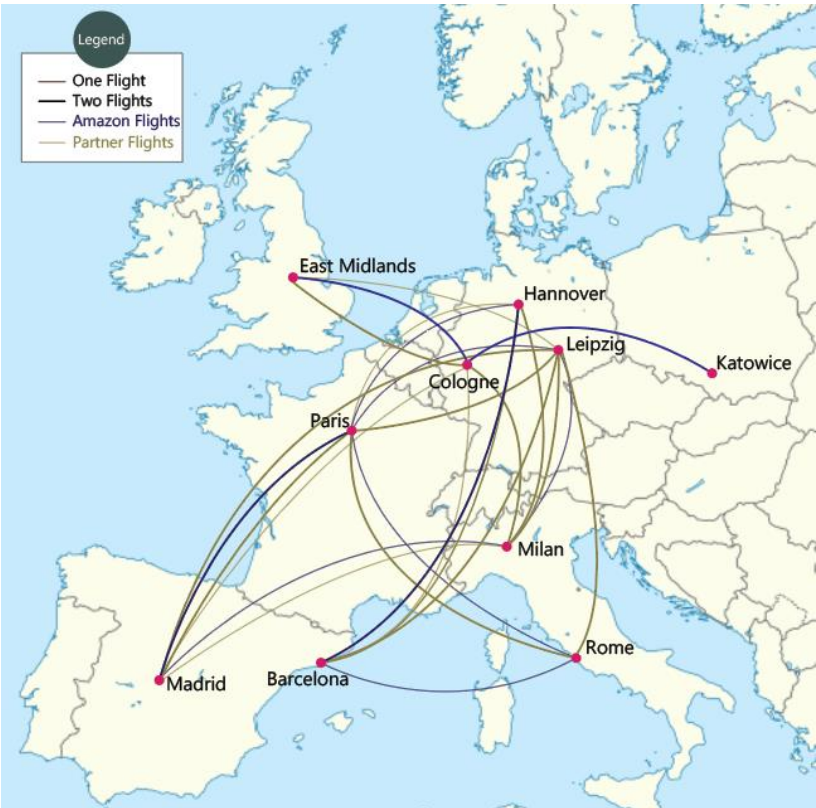 Legend
One Flight
Two Flights
Amazon Flights
Partner Flights
East Midlands
Hannover
Leipzig
Katowice
Cologne
Paris
Milan
Rome
Madrid
Barcelona